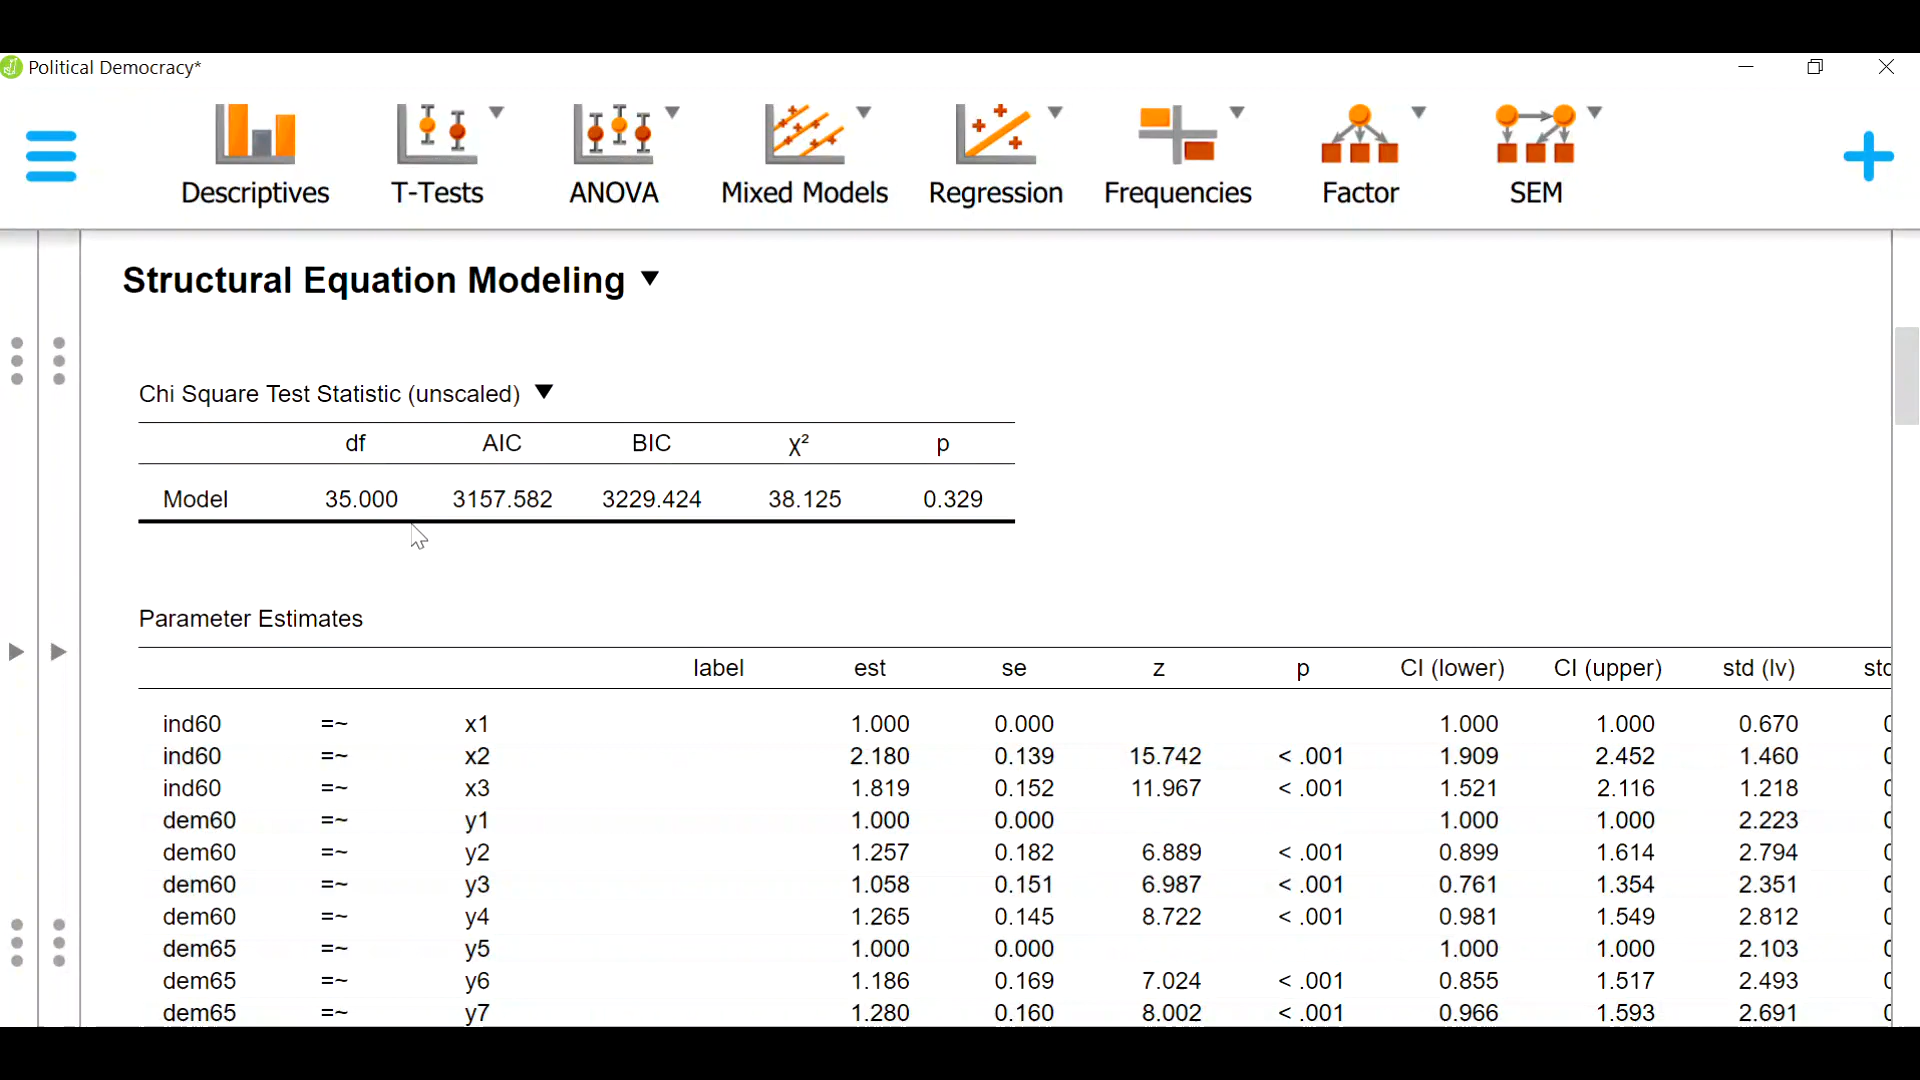 Political Democracy*
Descriptives T-Tests ANOVA Mixed Models Regression Frequencies Factor SEM
Structural Equation Modeling
Chi Square Test Statistic (unscaled)
df AIC BIC χ² p
Model 35.000 3157.582 3229.424 38.125 0.329
Parameter Estimates
label est se z p CI (lower) CI (upper) std (lv) std
ind60 =~ x1 1.000 0.000 1.000 1.000 0.670
ind60 =~ x2 2.180 0.139 15.742 < .001 1.909 2.452 1.460
ind60 =~ x3 1.819 0.152 11.967 < .001 1.521 2.116 1.218
dem60 =~ y1 1.000 0.000 1.000 1.000 2.223
dem60 =~ y2 1.257 0.182 6.889 < .001 0.899 1.614 2.794
dem60 =~ y3 1.058 0.151 6.987 < .001 0.761 1.354 2.351
dem60 =~ y4 1.265 0.145 8.722 < .001 0.981 1.549 2.812
dem65 =~ y5 1.000 0.000 1.000 1.000 2.103
dem65 =~ y6 1.186 0.169 7.024 < .001 0.855 1.517 2.493
dem65 =~ y7 1.280 0.160 8.002 < .001 0.966 1.593 2.691